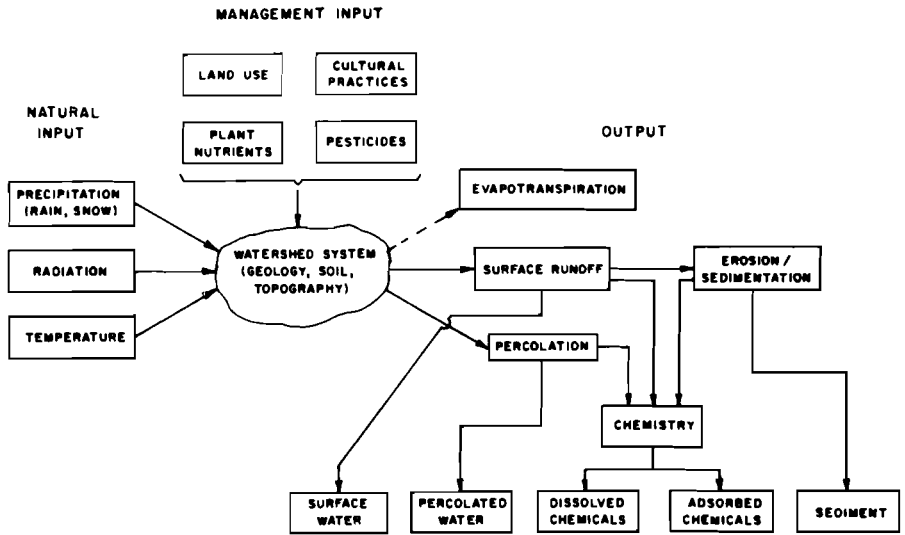 MANAGEMENT INPUT
LAND USE
CULTURAL
PRACTICES
NATURAL
INPUT
PLANT
NUTRIENTS
PESTICIDES
OUTPUT
PRECIPITATION
(RAIN, SNOW)
EVAPOTRANSPIRATION
RADIATION
WATERSHED SYSTEM
(GEOLOGY, SOIL,
TOPOGRAPHY)
SURFACE RUNOFF
EROSION/
SEDIMENTATION
TEMPERATURE
PERCOLATION
CHEMISTRY
SURFACE
WATER
PERCOLATED
WATER
DISSOLVED
CHEMICALS
ADSORBED
CHEMICALS
SEDIMENT